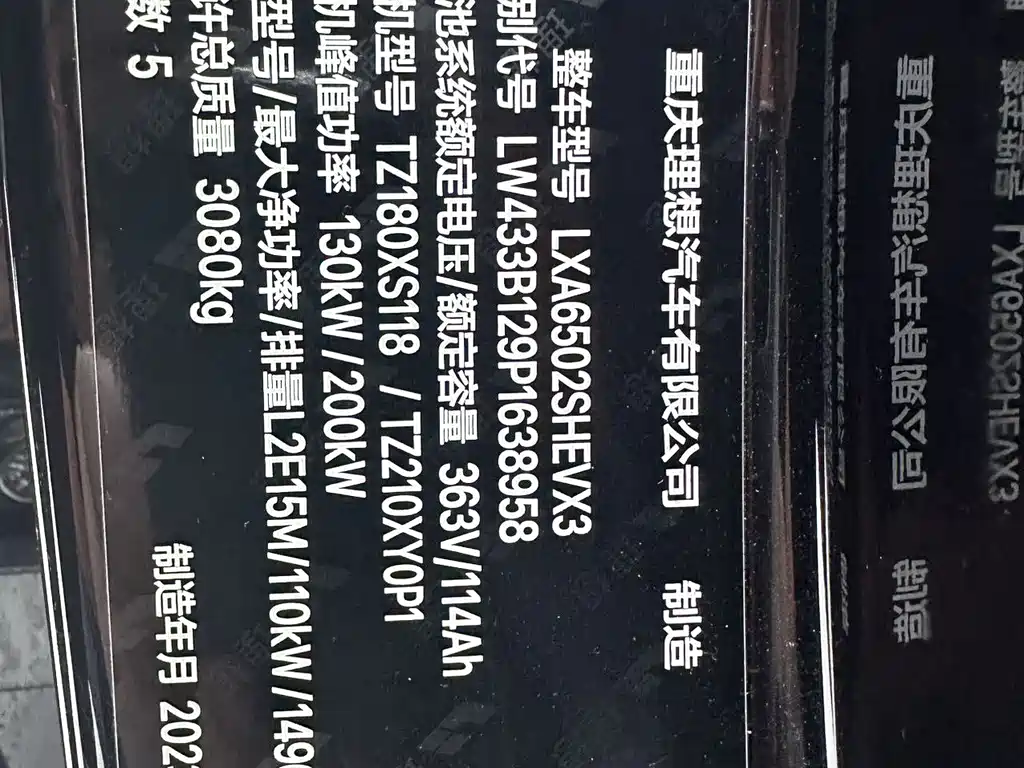 重庆理想汽车有限公司 制造
整车型号 LXA6502SHEVX3
别代号 LW433B129P1638958
池系统额定电压/额定容量 363V/114Ah
机型号 TZ180XS118 / TZ210XY0P1
机峰值功率 130kW/200kW
型号/最大净功率/排量L2E15M/110kW/149
许总质量 3080kg
数 5
制造年月 202